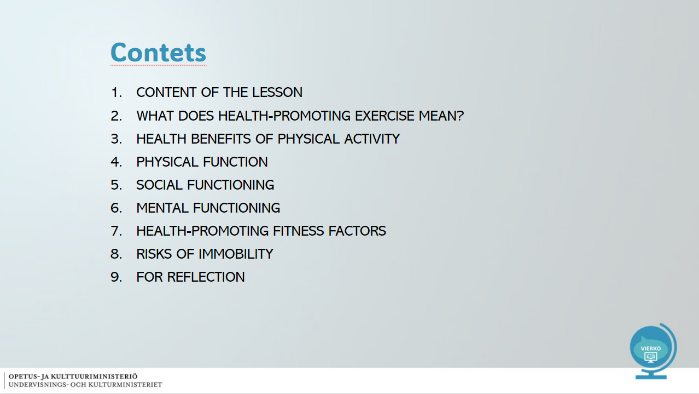 Contets
1. CONTENT OF THE LESSON
2. WHAT DOES HEALTH-PROMOTING EXERCISE MEAN?
3. HEALTH BENEFITS OF PHYSICAL ACTIVITY
4. PHYSICAL FUNCTION
5. SOCIAL FUNCTIONING
6. MENTAL FUNCTIONING
7. HEALTH-PROMOTING FITNESS FACTORS
8. RISKS OF IMMOBILITY
9. FOR REFLECTION
VIERKO
OPETUS- JA KULTTUURIMINISTERIÖ
UNDERVISNINGS- OCH KULTURMINISTERIET